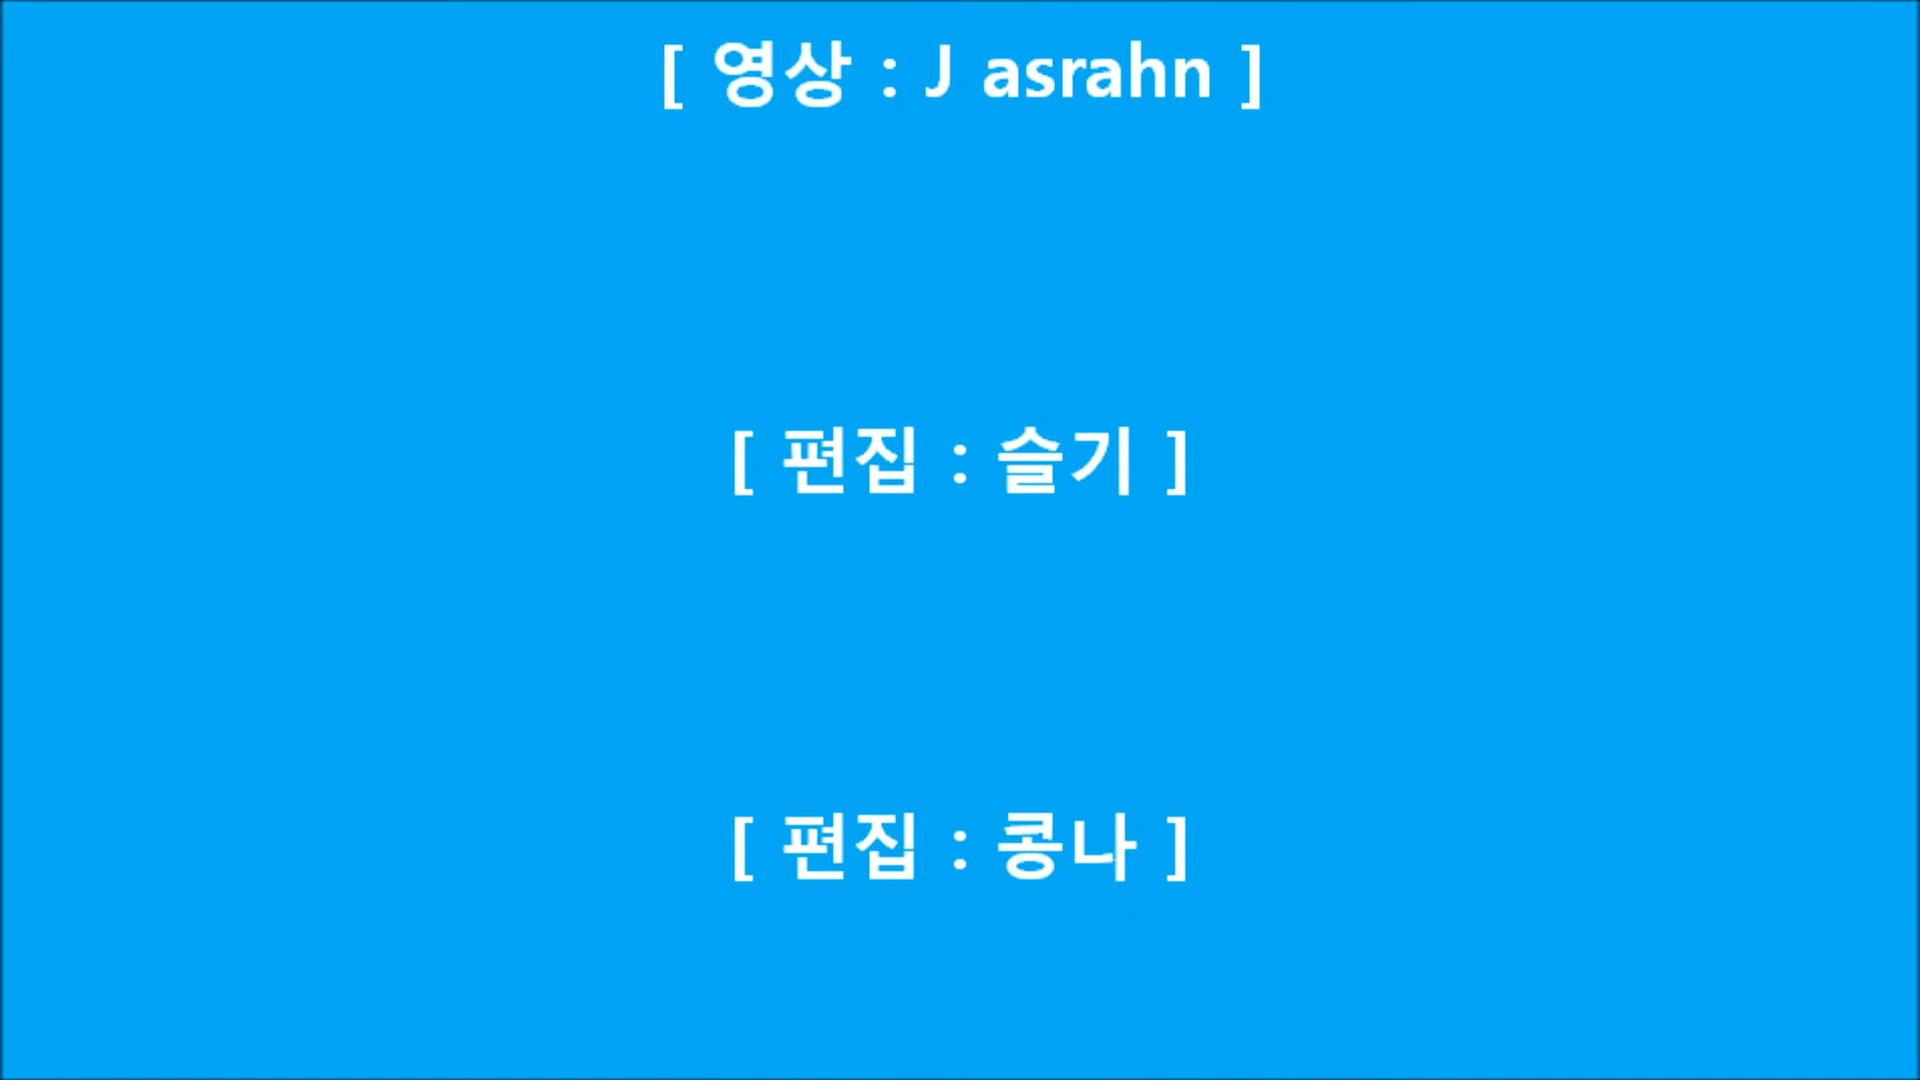 [ 영상 : J asrahn ]
[ 편집 : 슬기 ]
[ 편집 : 콩나 ]